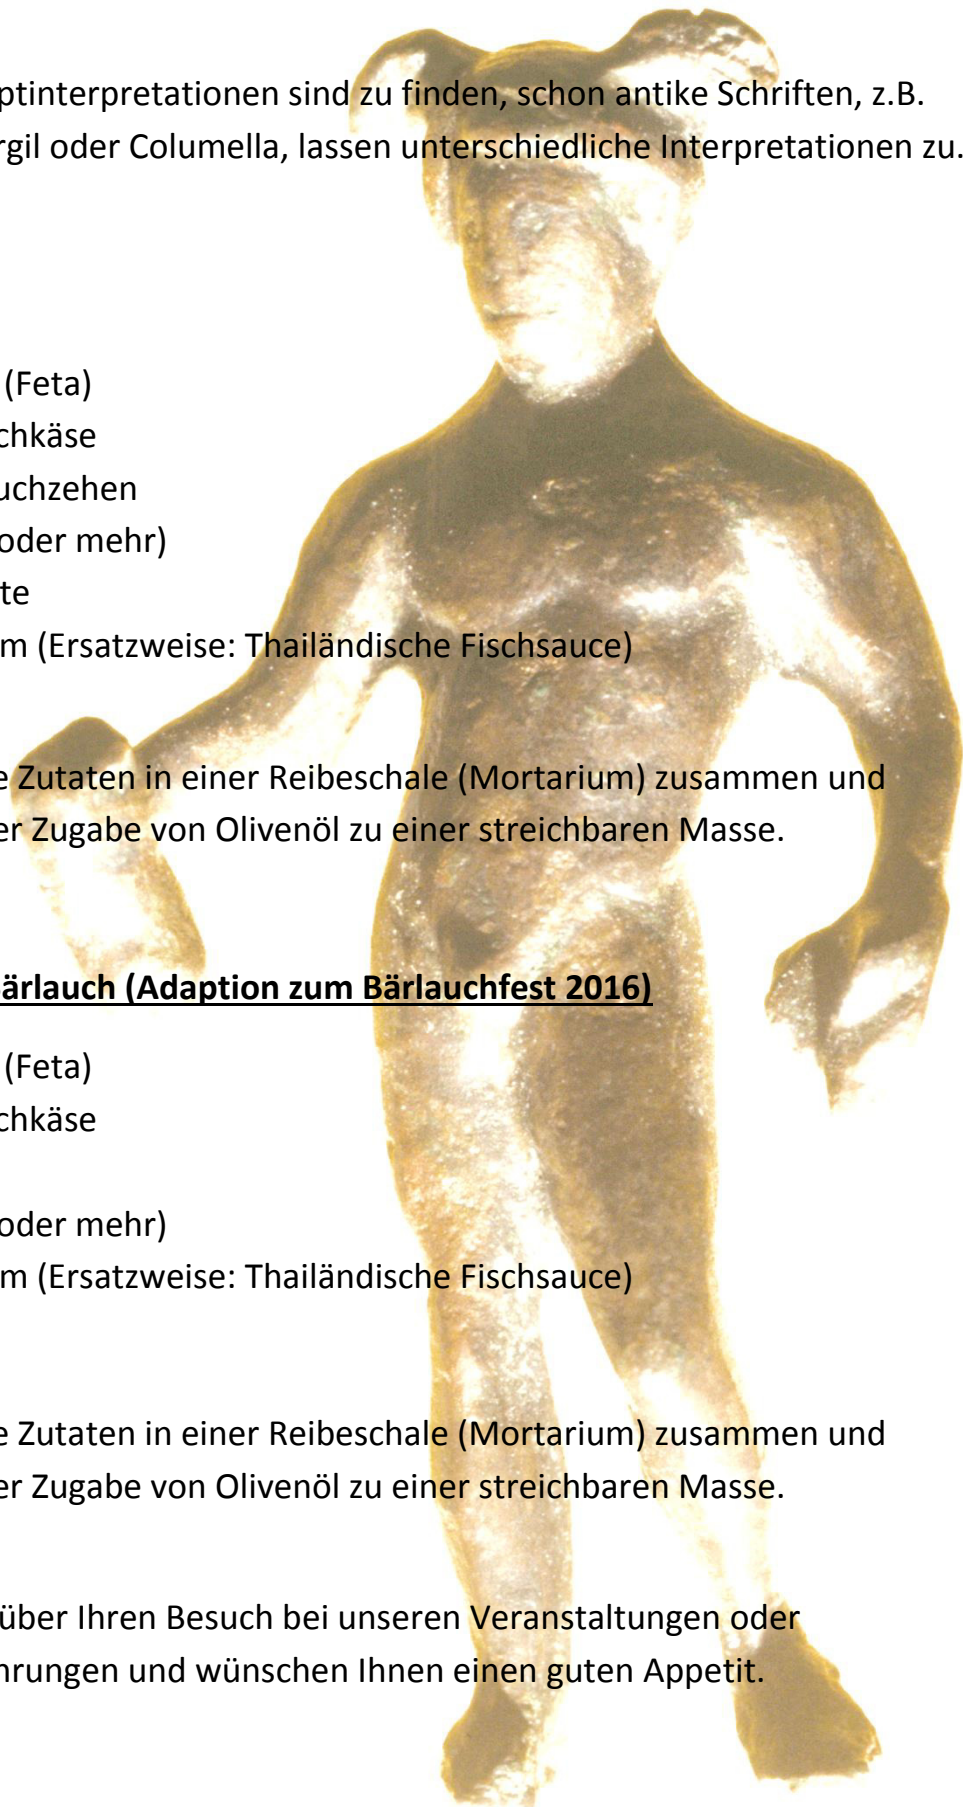 ptinterpretationen sind zu finden, schon antike Schriften, z.B.
rgil oder Columella, lassen unterschiedliche Interpretationen zu.
(Feta)
chkäse
uchzehen
oder mehr)
te
m (Ersatzweise: Thailändische Fischsauce)
e Zutaten in einer Reibeschale (Mortarium) zusammen und
er Zugabe von Olivenöl zu einer streichbaren Masse.
ärlauch (Adaption zum Bärlauchfest 2016)
(Feta)
chkäse
oder mehr)
m (Ersatzweise: Thailändische Fischsauce)
e Zutaten in einer Reibeschale (Mortarium) zusammen und
er Zugabe von Olivenöl zu einer streichbaren Masse.
über Ihren Besuch bei unseren Veranstaltungen oder
hrungen und wünschen Ihnen einen guten Appetit.